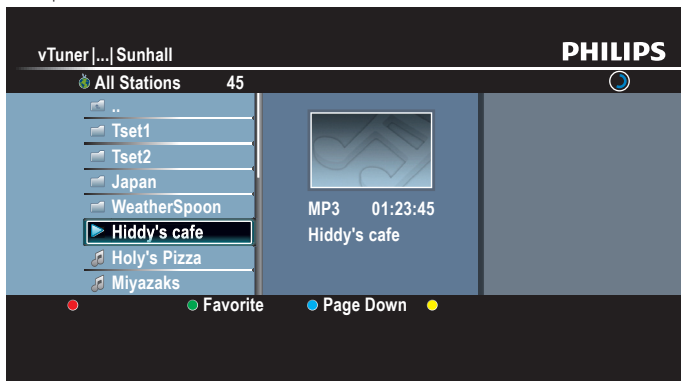 vTuner |...| Sunhall
PHILIPS
All Stations 45
..
Tset1
Tset2
Japan
WeatherSpoon
Hiddy's cafe
Holy's Pizza
Miyazaks
MP3 01:23:45
Hiddy's cafe
Favorite Page Down